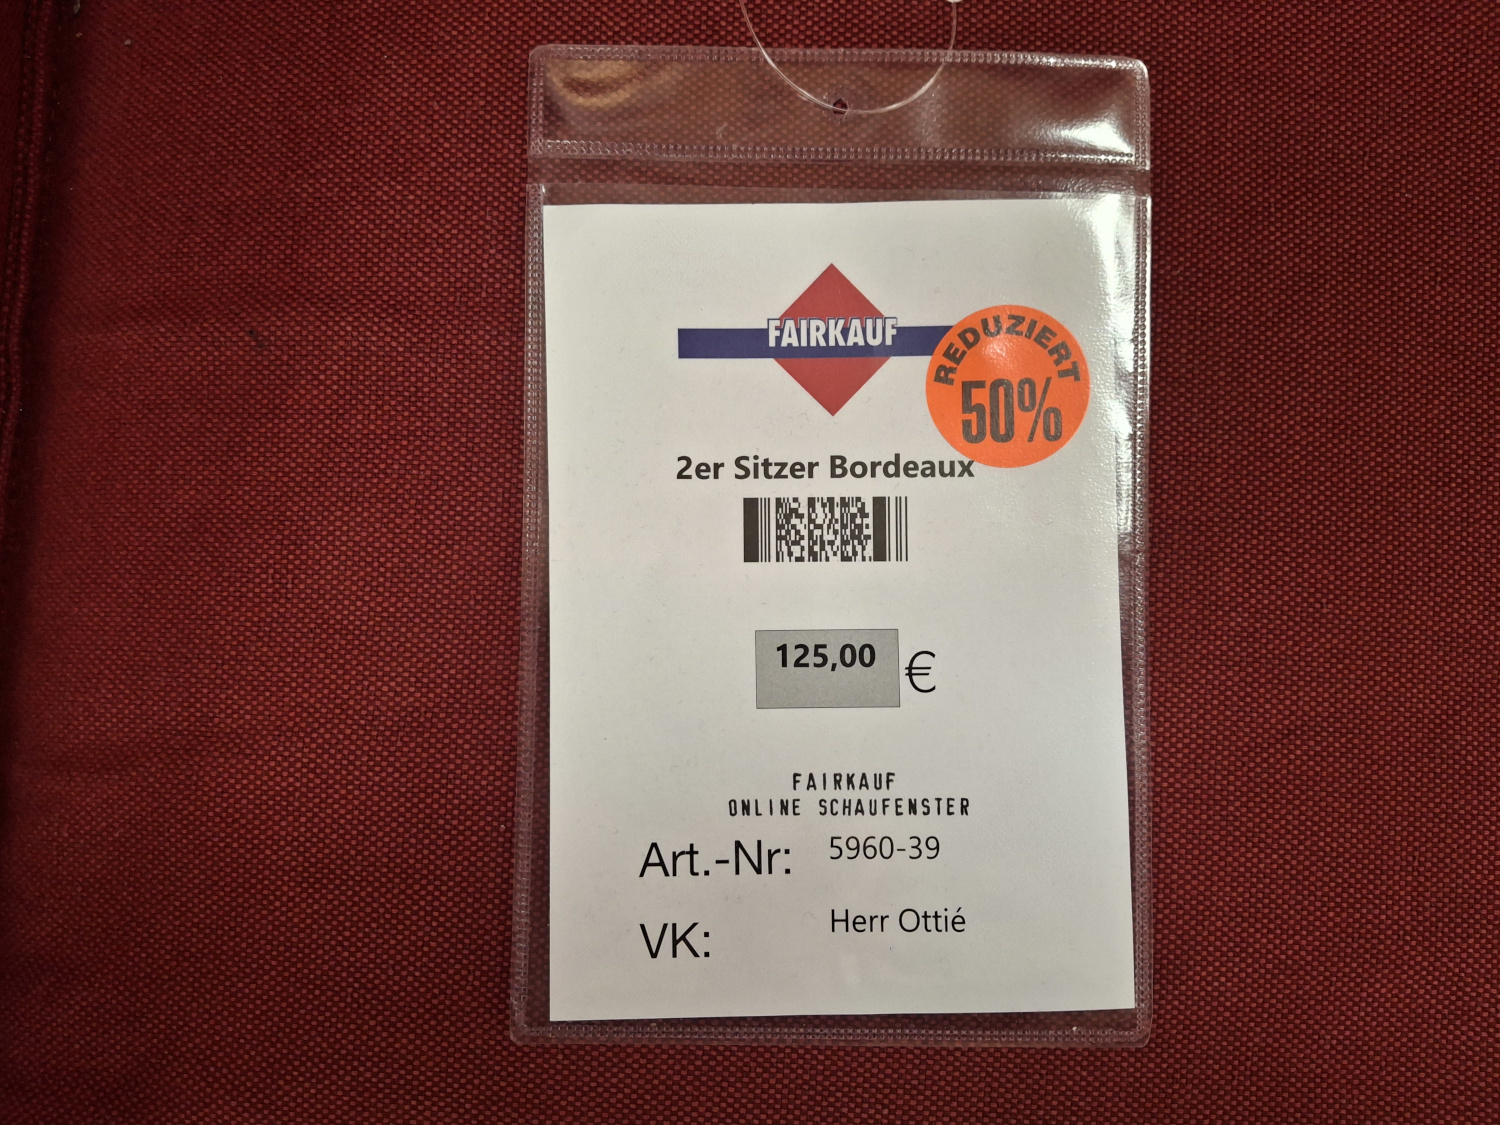 FAIRKAUF
REDUZIERT
50%
2er Sitzer Bordeaux
125,00 €
FAIRKAUF
ONLINE SCHAUFENSTER
Art.-Nr: 5960-39
VK: Herr Ottié